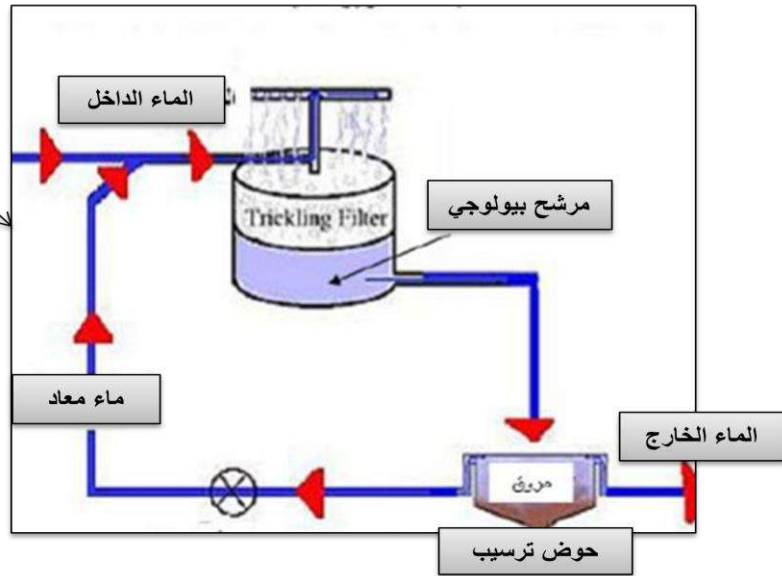 الماء الداخل
Trickling Filter
مرشح بيولوجي
ماء معاد
الماء الخارج
مروق
حوض ترسيب